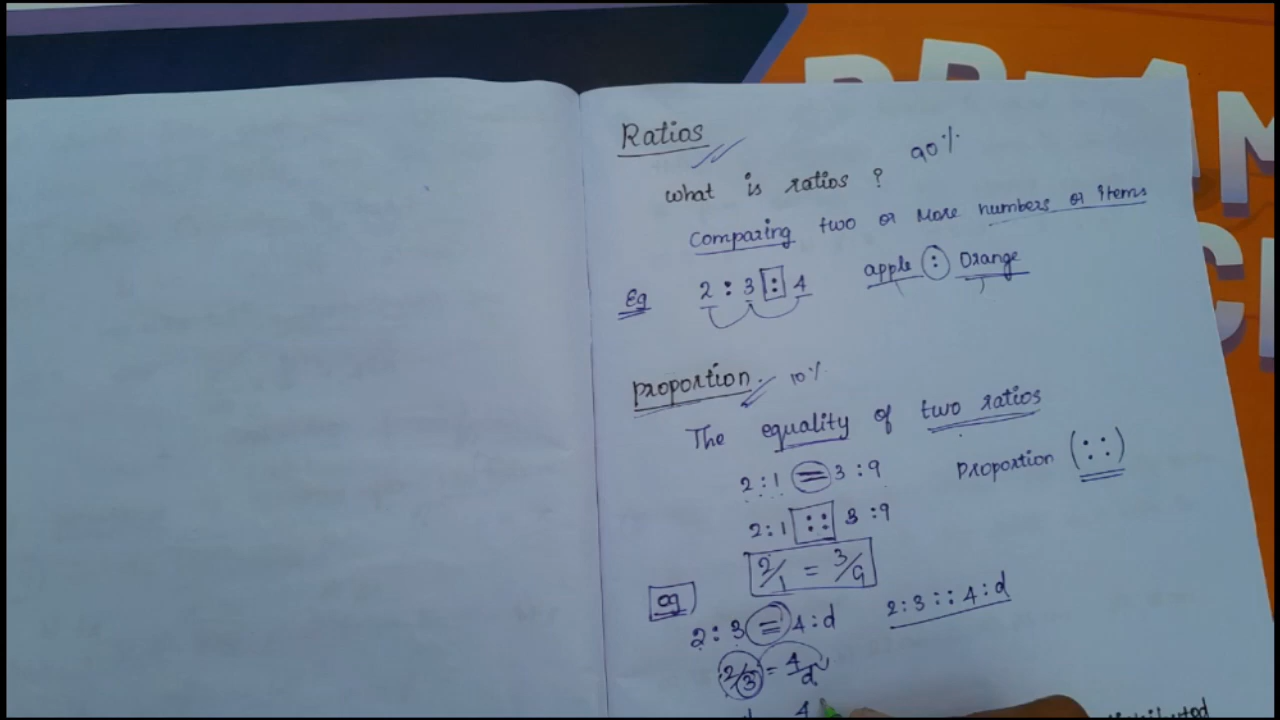 Ratios
90%
What is ratios ?
Comparing two or More numbers or items
Eg 2 : 3 : 4 apple : Orange
Proportion. 10%
The equality of two ratios
2 : 1 = 3 : 9 Proportion (: :)
2 : 1 :: 3 : 9
2/1 = 3/9
eg
2 : 3 = 4 : d 2 : 3 : : 4 : d
2/3 = 4/d
4